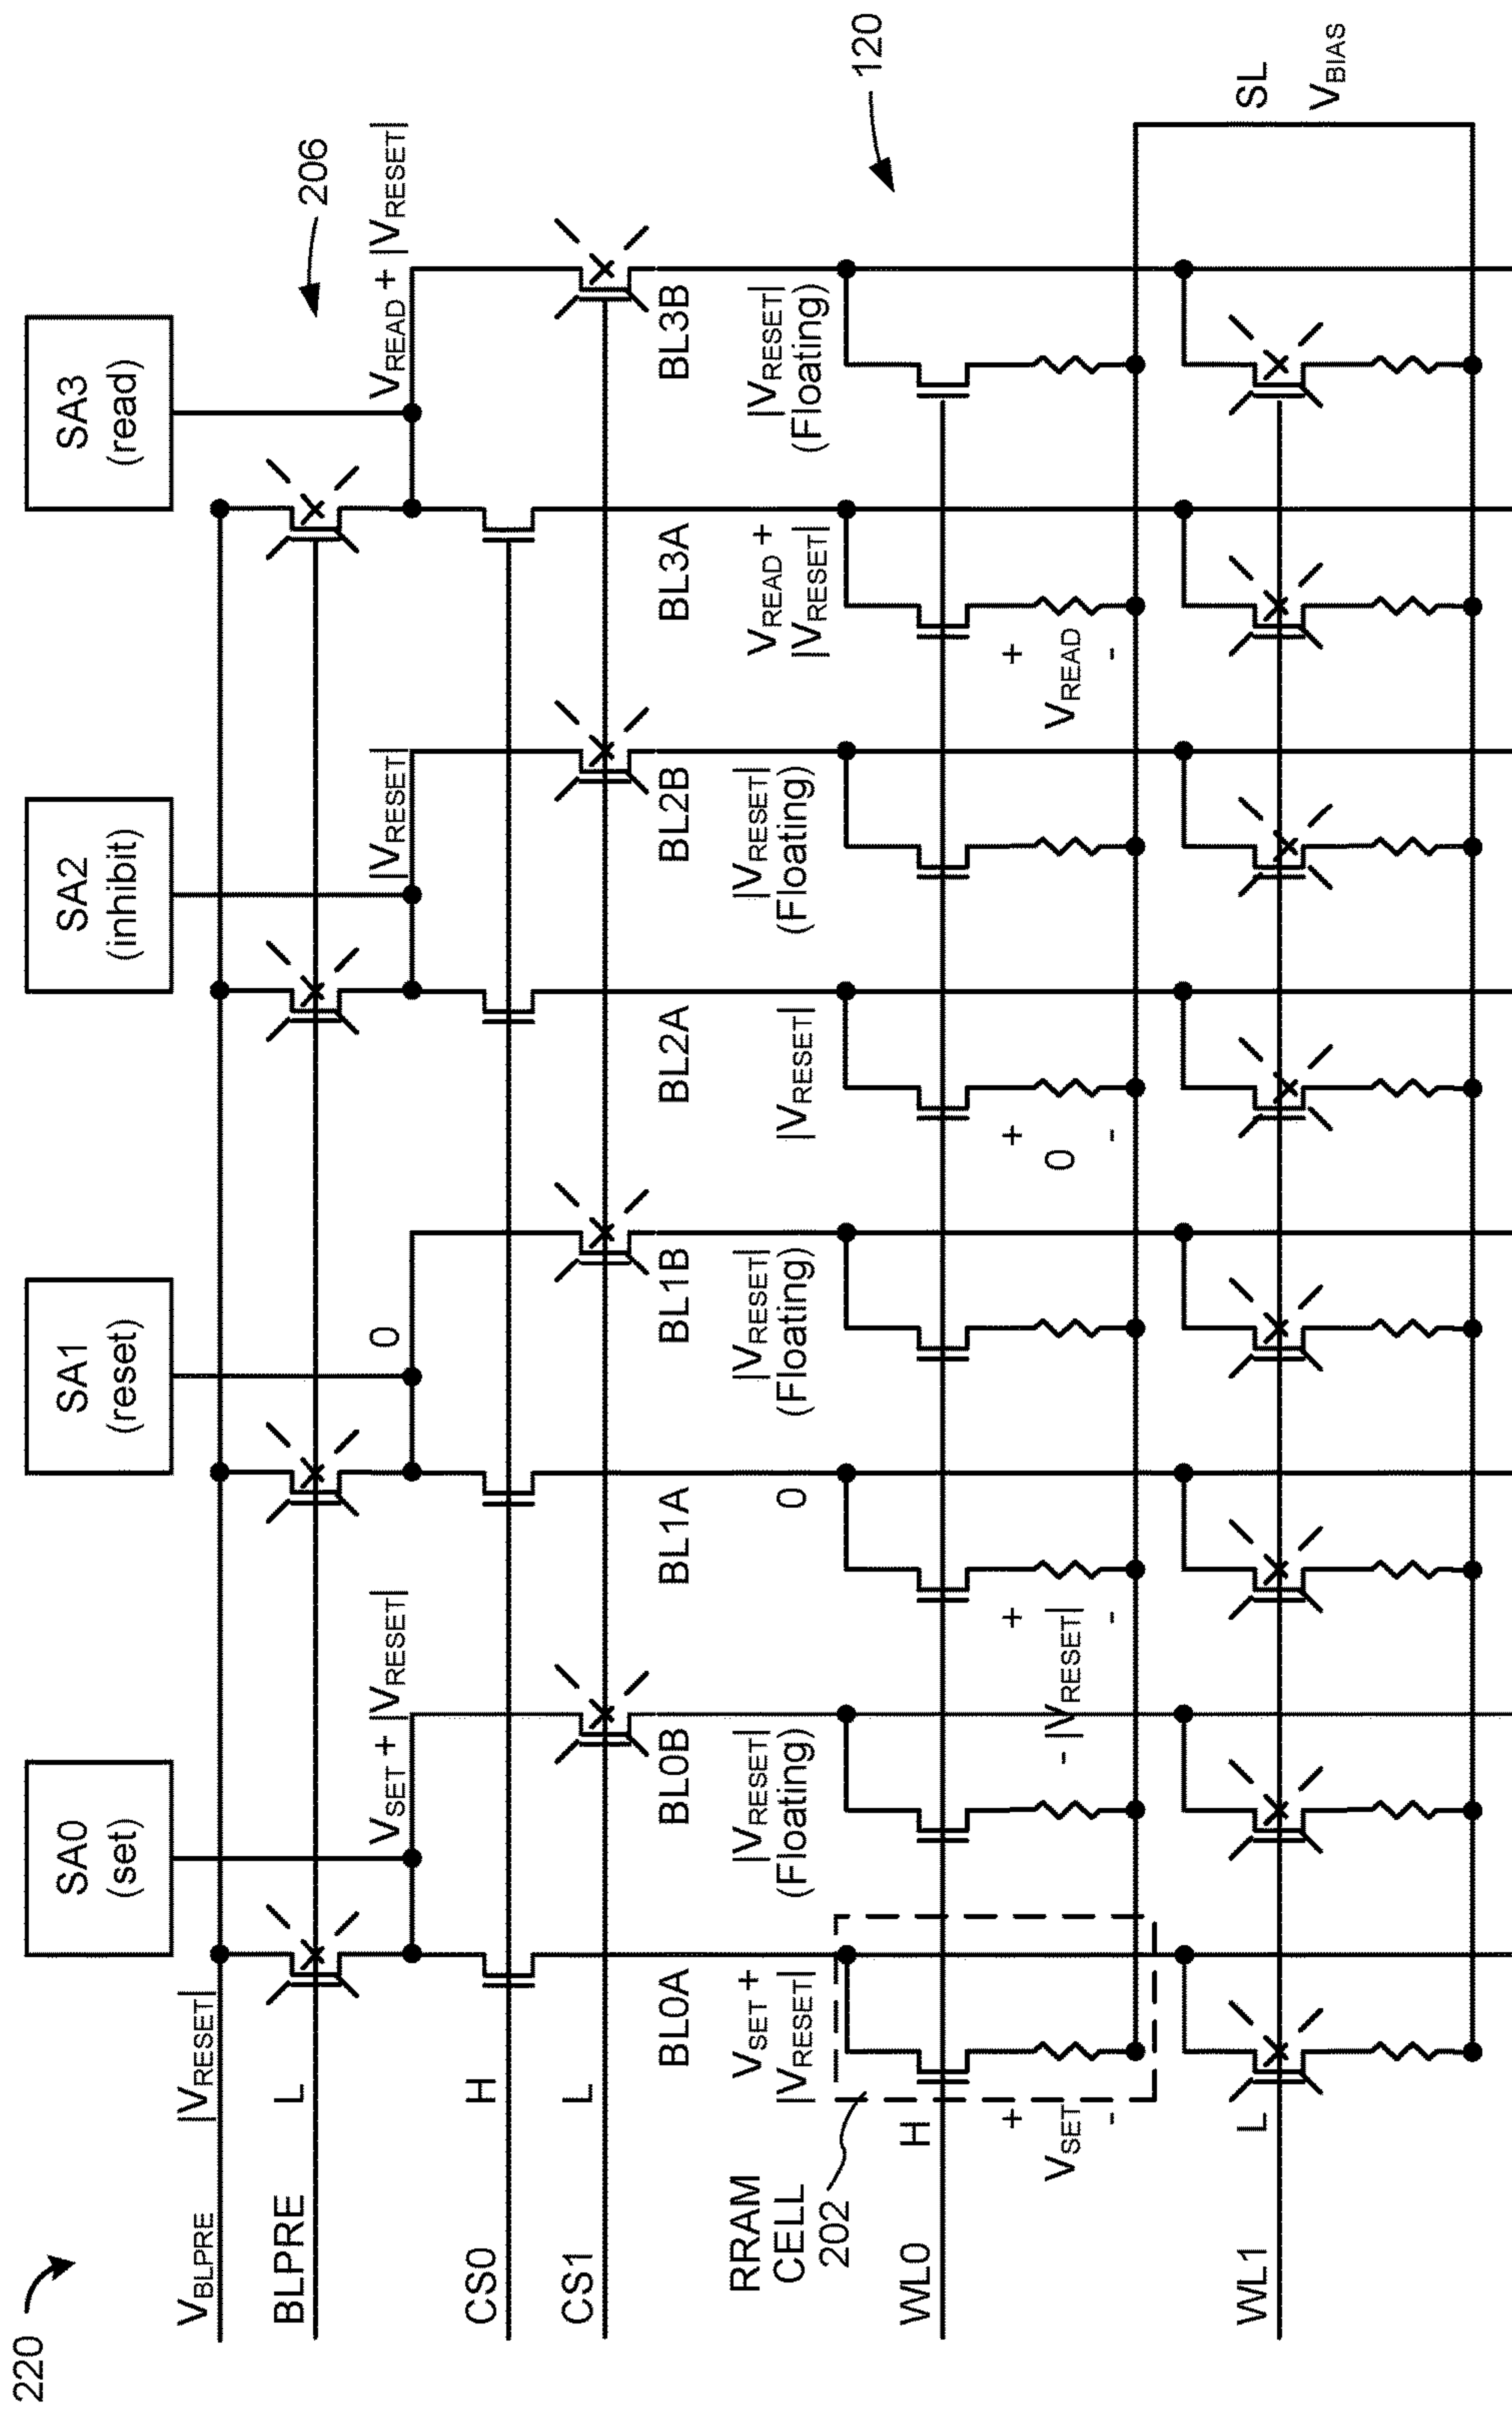 220
SA0
(set)
SA1
(reset)
SA2
(inhibit)
SA3
(read)
206
V_BLPRE
|V_RESET|
BLPRE
L
V_SET + |V_RESET|
0
|V_RESET|
V_READ + |V_RESET|
CS0
H
CS1
L
BL0A
BL0B
BL1A
BL1B
BL2A
BL2B
BL3A
BL3B
V_SET +
|V_RESET|
|V_RESET|
(Floating)
0
|V_RESET|
(Floating)
|V_RESET|
|V_RESET|
(Floating)
V_READ +
|V_RESET|
|V_RESET|
(Floating)
120
RRAM
CELL
202
WL0
H
+
V_SET
-
+
- |V_RESET|
-
+
0
-
+
V_READ
-
WL1
L
SL
V_BIAS